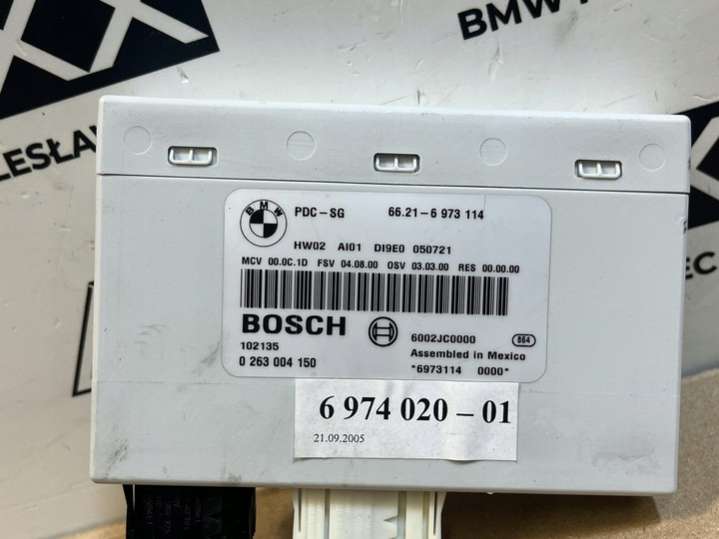 BMW
LESŁAW
EC
BMW
PDC-SG 66.21-6 973 114
HW02 AI01 DI9E0 050721
MCV 00.0C.1D FSV 04.08.00 OSV 03.03.00 RES 00.00.00
BOSCH
6002JC0000 864
102135
Assembled in Mexico
0 263 004 150
*6973114 0000*
6 974 020 - 01
21.09.2005